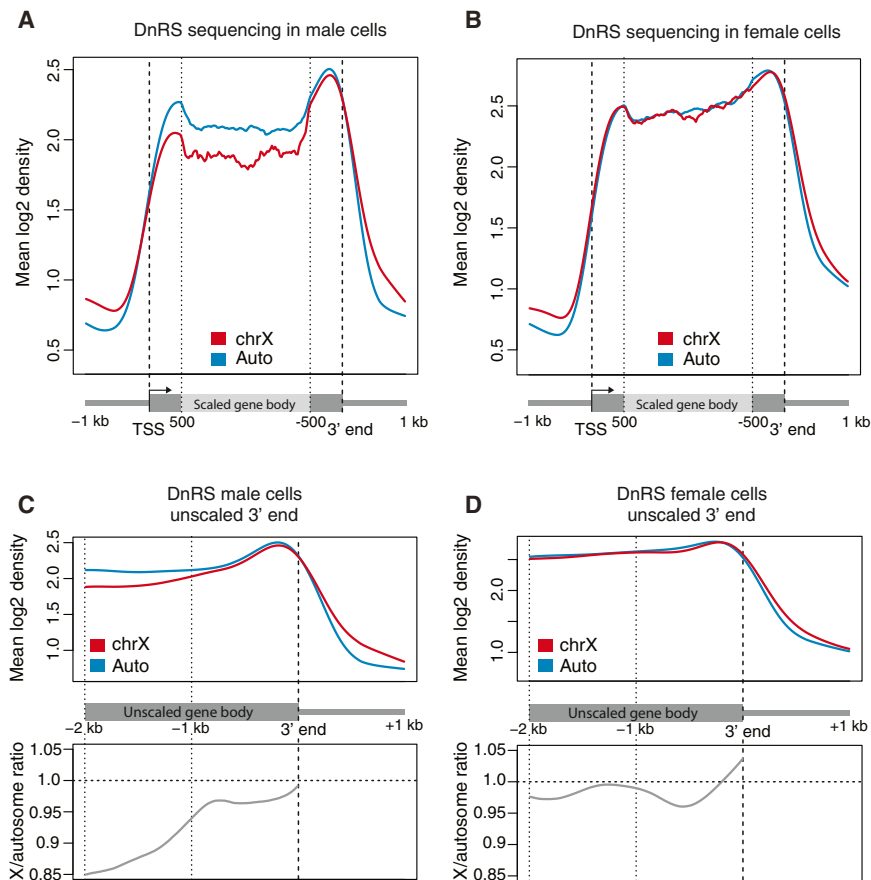 A
DnRS sequencing in male cells
Mean log2 density
2.5
2.0
1.5
1.0
0.5
chrX
Auto
Scaled gene body
−1 kb
TSS
500
-500
3’ end
1 kb
B
DnRS sequencing in female cells
Mean log2 density
2.5
2.0
1.5
1.0
0.5
chrX
Auto
Scaled gene body
−1 kb
TSS
500
-500
3’ end
1 kb
C
DnRS male cells
unscaled 3’ end
Mean log2 density
2.5
2.0
1.5
1.0
chrX
Auto
Unscaled gene body
−2 kb
−1 kb
3’ end
+1 kb
X/autosome ratio
1.05
1.0
0.95
0.9
0.85
D
DnRS female cells
unscaled 3’ end
Mean log2 density
2.0
1.0
chrX
Auto
Unscaled gene body
−2 kb
−1 kb
3’ end
+1 kb
X/autosome ratio
1.05
1.0
0.95
0.9
0.85